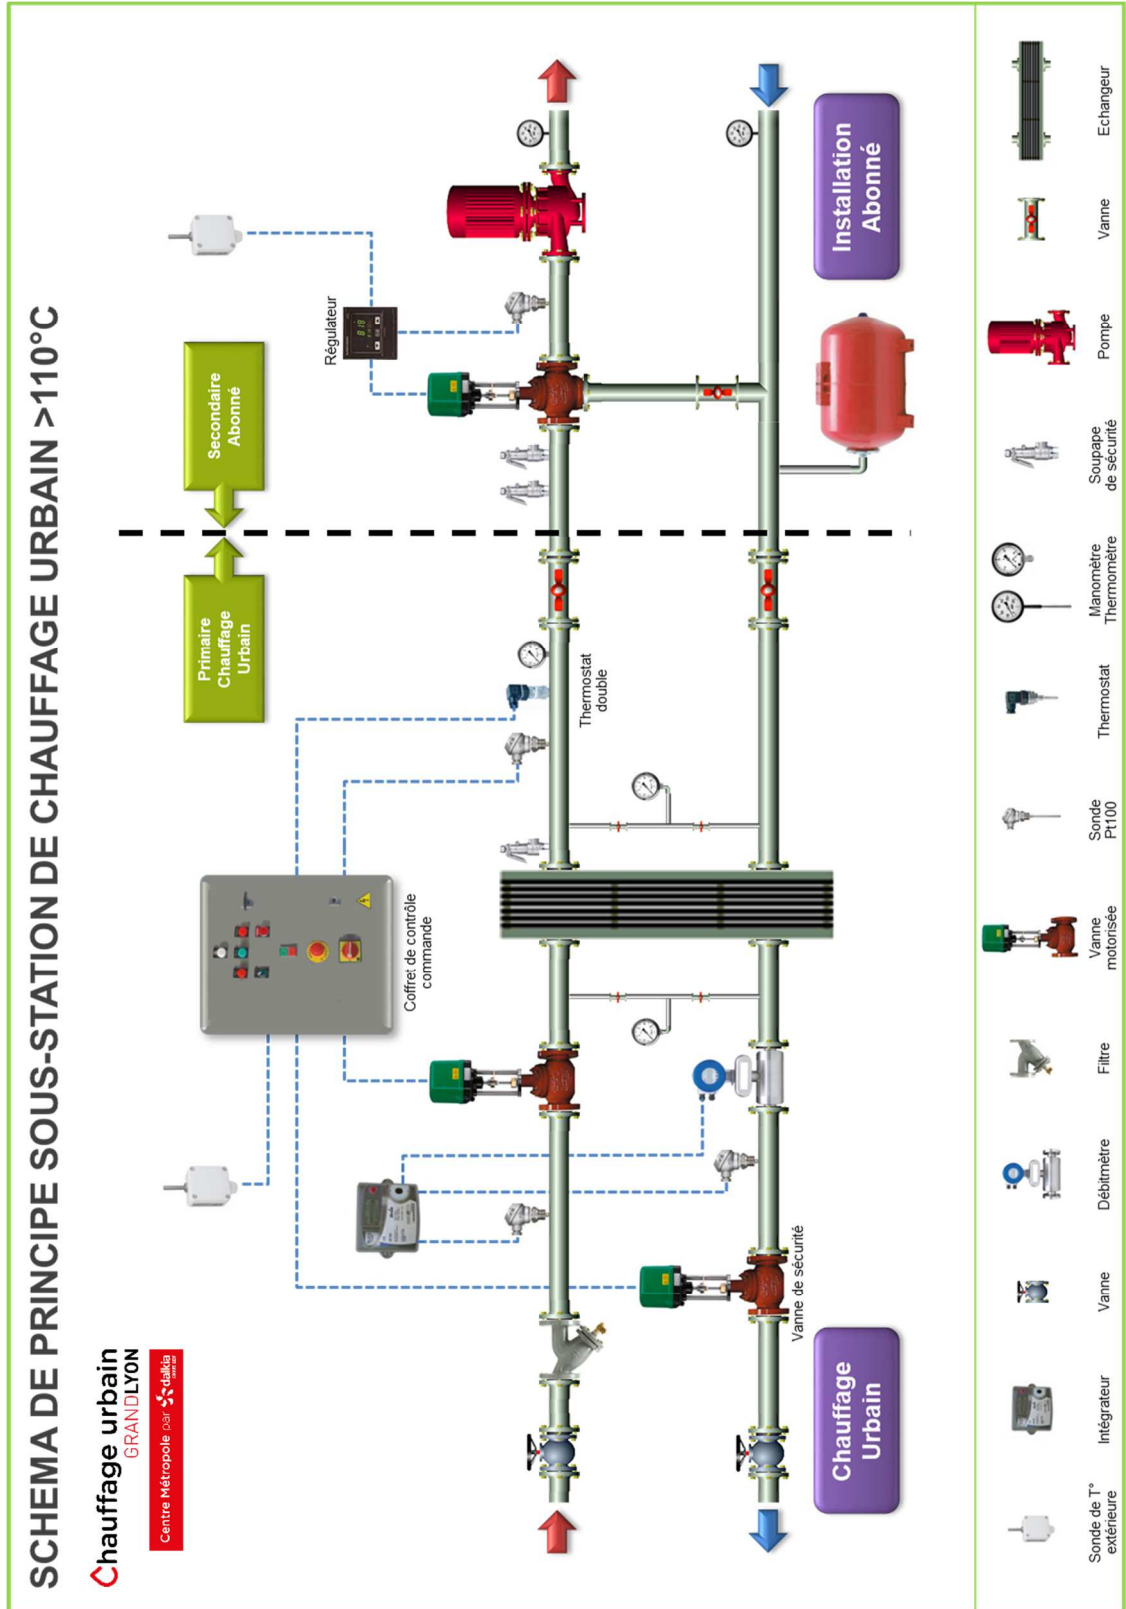 SCHEMA DE PRINCIPE SOUS-STATION DE CHAUFFAGE URBAIN >110°C
Chauffage urbain
GRANDLYON
Centre Métropole par dalkia
Primaire
Chauffage
Urbain
Secondaire
Abonné
Régulateur
Coffret de contrôle
commande
Thermostat
double
Vanne de sécurité
Chauffage
Urbain
Installation
Abonné
Sonde de T°
extérieure
Intégrateur
Vanne
Débitmètre
Filtre
Vanne
motorisée
Sonde
Pt100
Thermostat
Manomètre
Thermomètre
Soupape
de sécurité
Pompe
Vanne
Echangeur